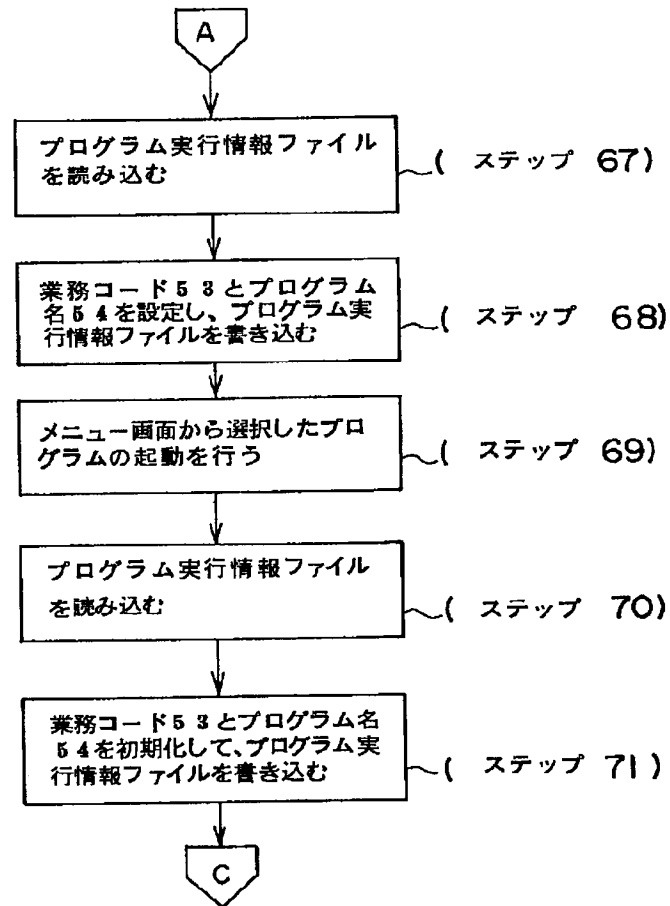 A
プログラム実行情報ファイル
を読み込む
( ステップ 67)
業務コード53とプログラム
名54を設定し、プログラム実
行情報ファイルを書き込む
( ステップ 68)
メニュー画面から選択したプロ
グラムの起動を行う
( ステップ 69)
プログラム実行情報ファイル
を読み込む
( ステップ 70)
業務コード53とプログラム名
54を初期化して、プログラム実
行情報ファイルを書き込む
( ステップ 71)
C